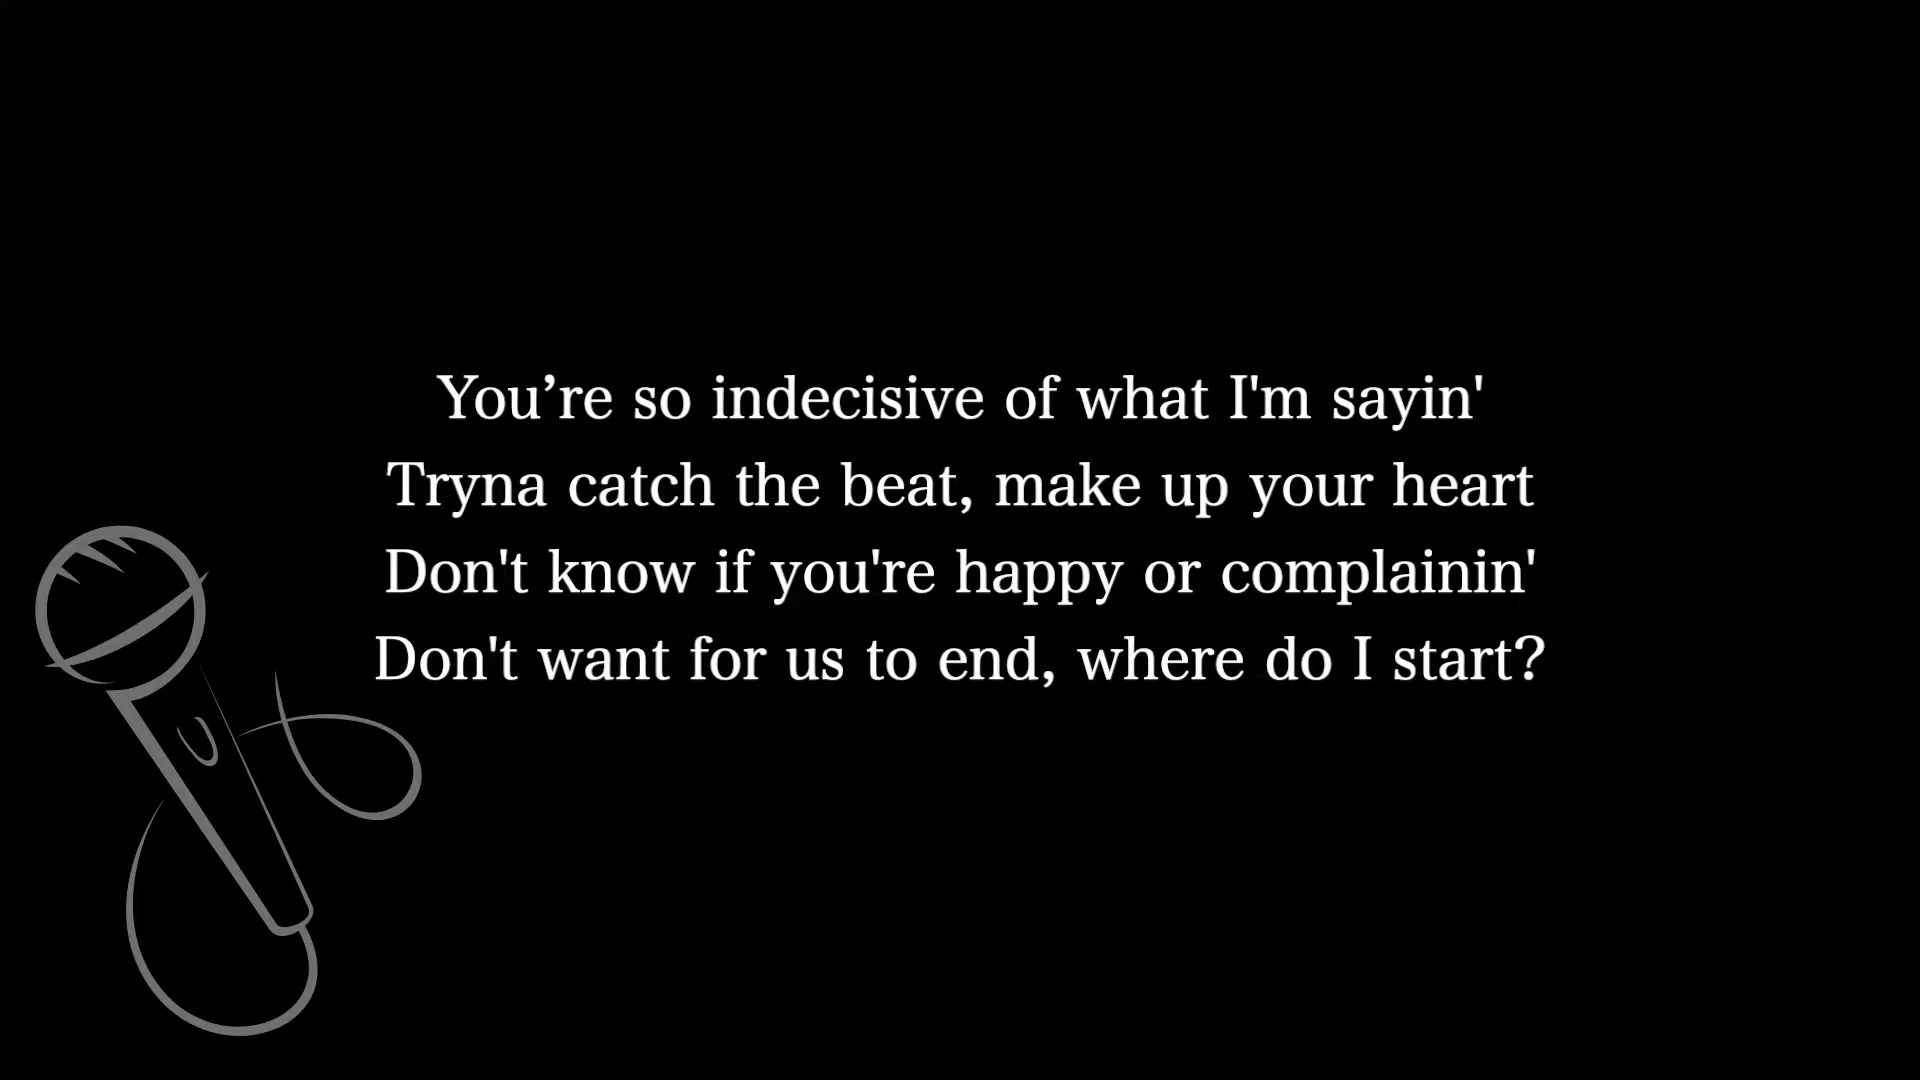 You’re so indecisive of what I'm sayin'
Tryna catch the beat, make up your heart
Don't know if you're happy or complainin'
Don't want for us to end, where do I start?